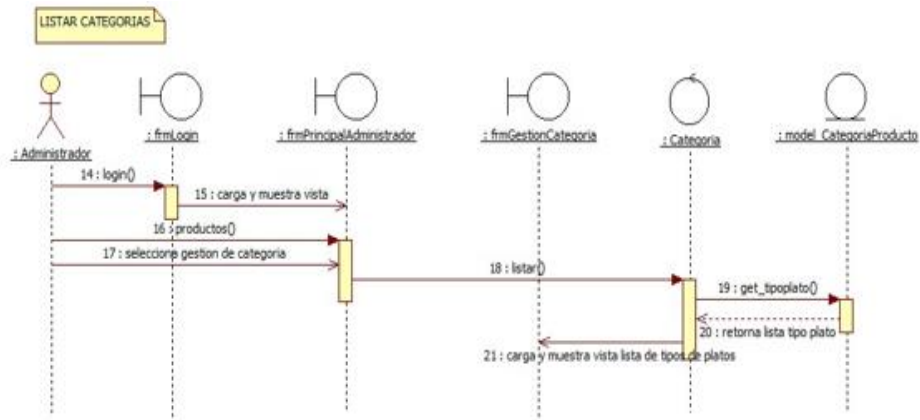 LISTAR CATEGORIAS
: Administrador
: frmLogin
: frmPrincipalAdministrador
: frmGestionCategoria
: Categoria
: model_CategoriaProducto
14 : login()
15 : carga y muestra vista
16 : productos()
17 : selecciona gestion de categoria
18 : listar()
19 : get_tipoplato()
20 : retorna lista tipo plato
21 : carga y muestra vista lista de tipos de platos